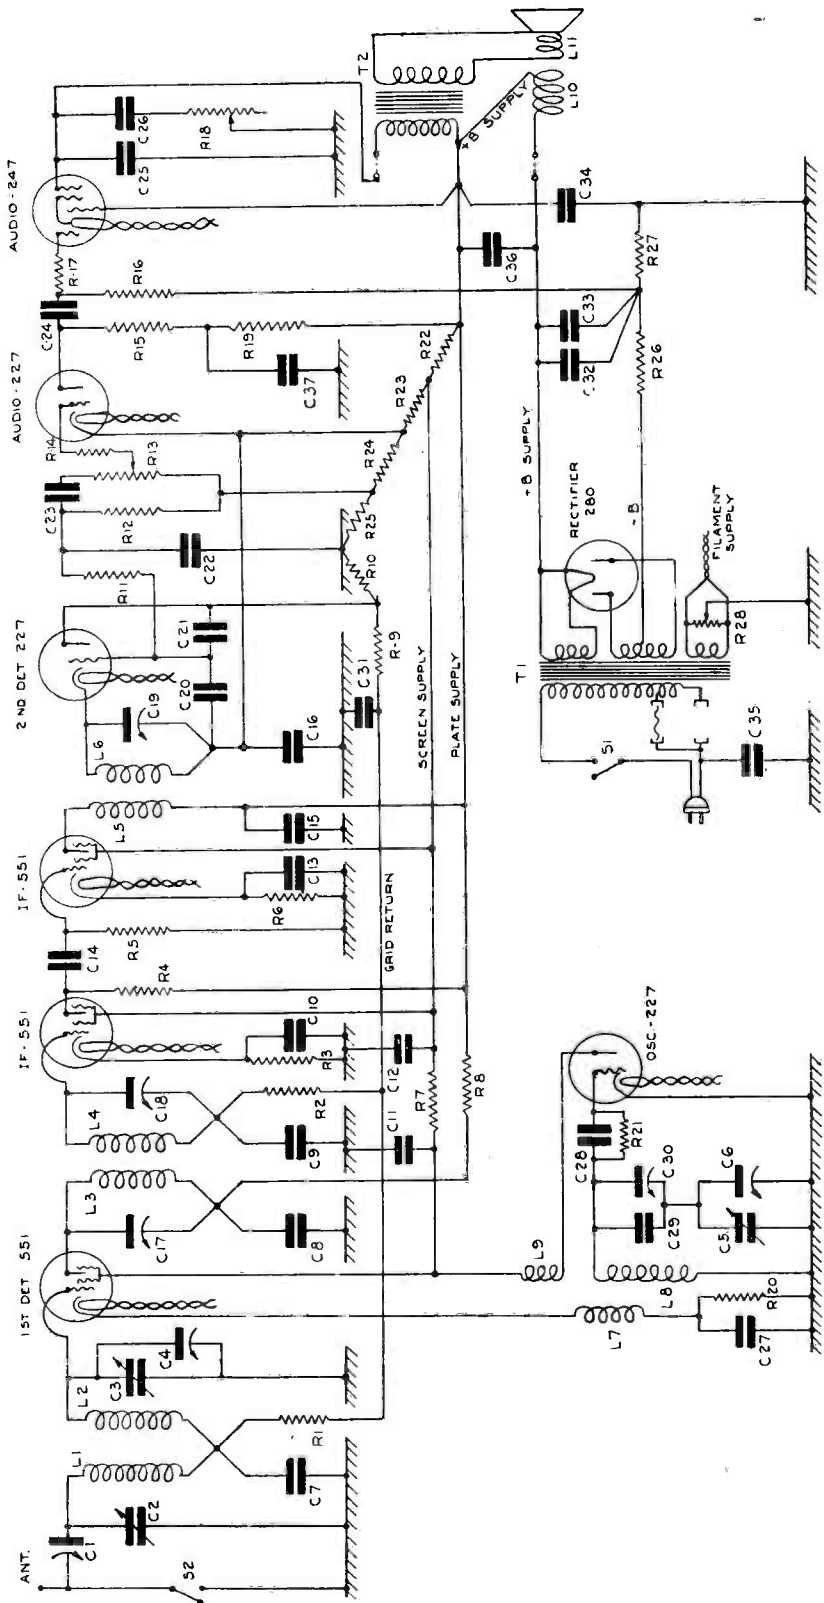 ANT.
C1
S2
C2
L1
L2
C3
C4
C7
R1
1ST DET 551
C17
L3
C8
L4
C18
C9
R2
IF-551
R3
C10
C11
C12
R7
R8
R4
C14
R5
IF-551
R6
C13
C15
L5
GRID RETURN
SCREEN SUPPLY
PLATE SUPPLY
2ND DET 227
L6
C19
C20
C21
C16
C31
R-9
R10
R11
C22
R12
C23
R13
R14
R25
R24
R23
R22
AUDIO-227
C24
R15
R19
C37
R16
R-17
AUDIO-247
C25
C26
R18
T2
L11
L10
+B SUPPLY
C36
C34
C33
C32
R27
R26
+B SUPPLY
RECTIFIER
280
-B
FILAMENT
SUPPLY
R28
T1
S1
C35
OSC.-227
L9
C28
R21
C30
C29
C6
C5
L8
L7
R20
C27